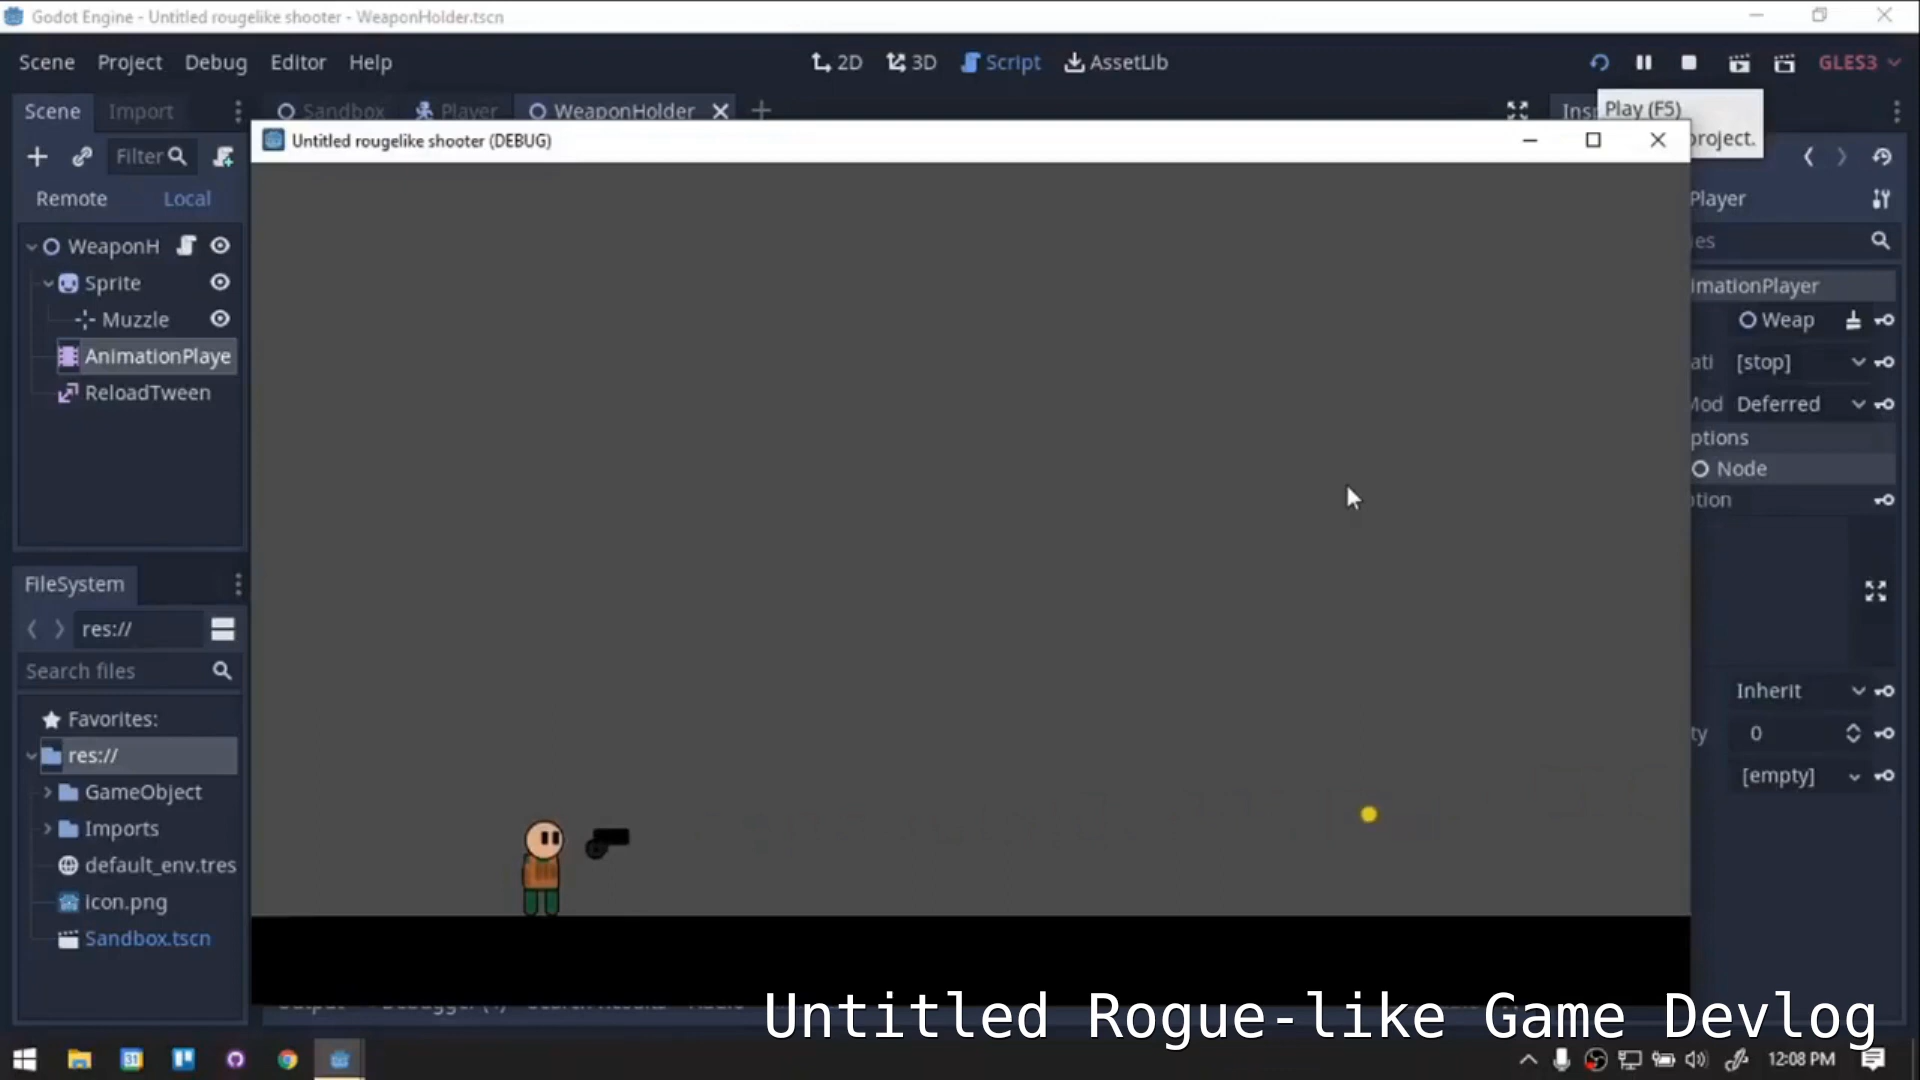 Godot Engine - Untitled rougelike shooter - WeaponHolder.tscn
Scene Project Debug Editor Help
2D 3D Script AssetLib
GLES3
Scene Import
Sandbox Player WeaponHolder
Play (F5)
project.
Untitled rougelike shooter (DEBUG)
Filter
Remote Local
Player
WeaponH
Sprite
Muzzle
AnimationPlaye
ReloadTween
imationPlayer
Weap
[stop]
Deferred
ptions
Node
FileSystem
res://
Search files
Favorites:
res://
GameObject
Imports
default_env.tres
icon.png
Sandbox.tscn
Inherit
0
[empty]
Untitled Rogue-like Game Devlog
31
12:08 PM